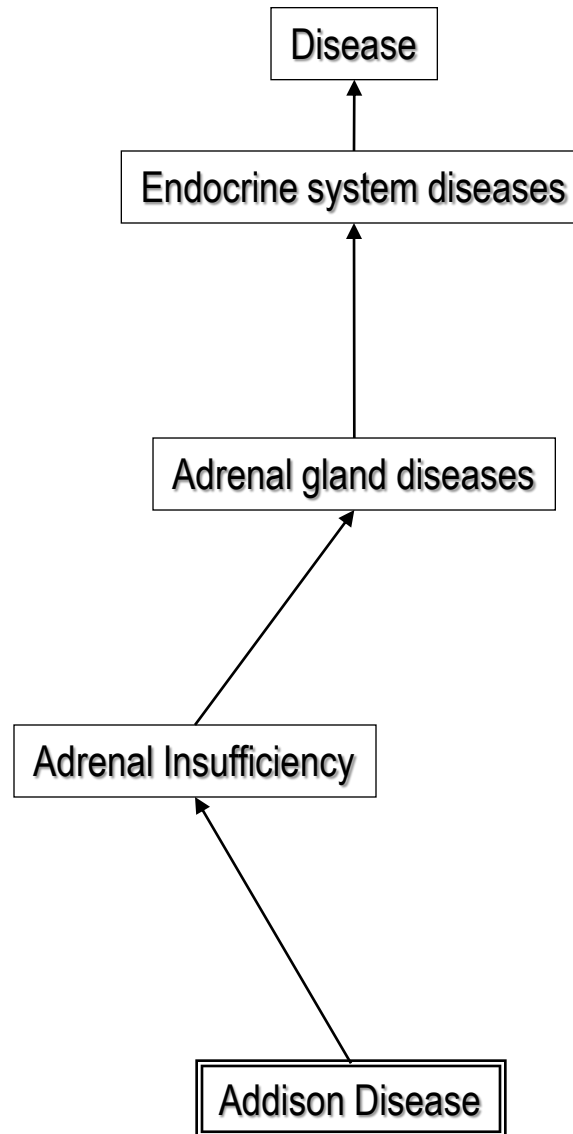 Disease
Endocrine system diseases
Adrenal gland diseases
Adrenal Insufficiency
Addison Disease